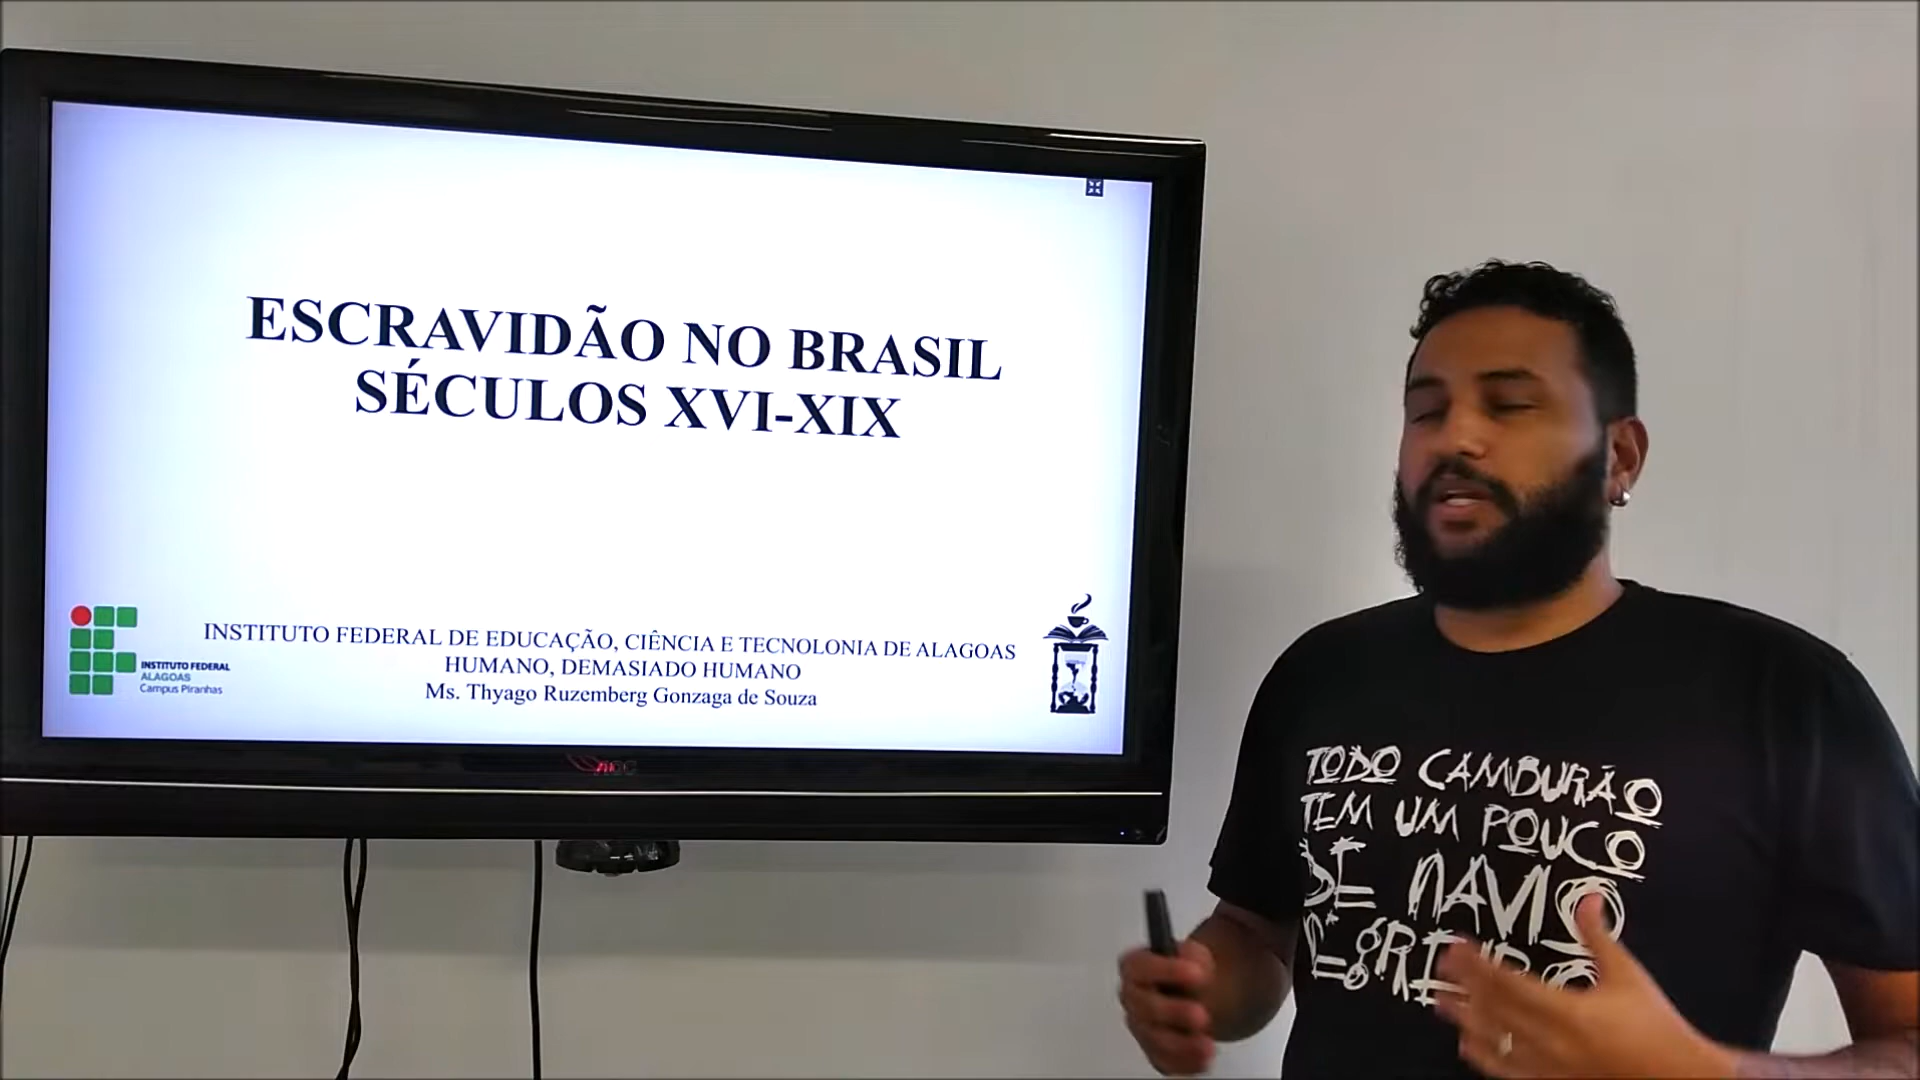 ESCRAVIDÃO NO BRASIL
SÉCULOS XVI-XIX
INSTITUTO FEDERAL DE EDUCAÇÃO, CIÊNCIA E TECNOLONIA DE ALAGOAS
HUMANO, DEMASIADO HUMANO
Ms. Thyago Ruzemberg Gonzaga de Souza
INSTITUTO FEDERAL
ALAGOAS
Campus Piranhas
AOC
TODO CAMBURÃO
TEM UM POUCO
DE NAVIO